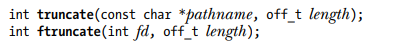 int truncate(const char *pathname, off_t length);
int ftruncate(int fd, off_t length);